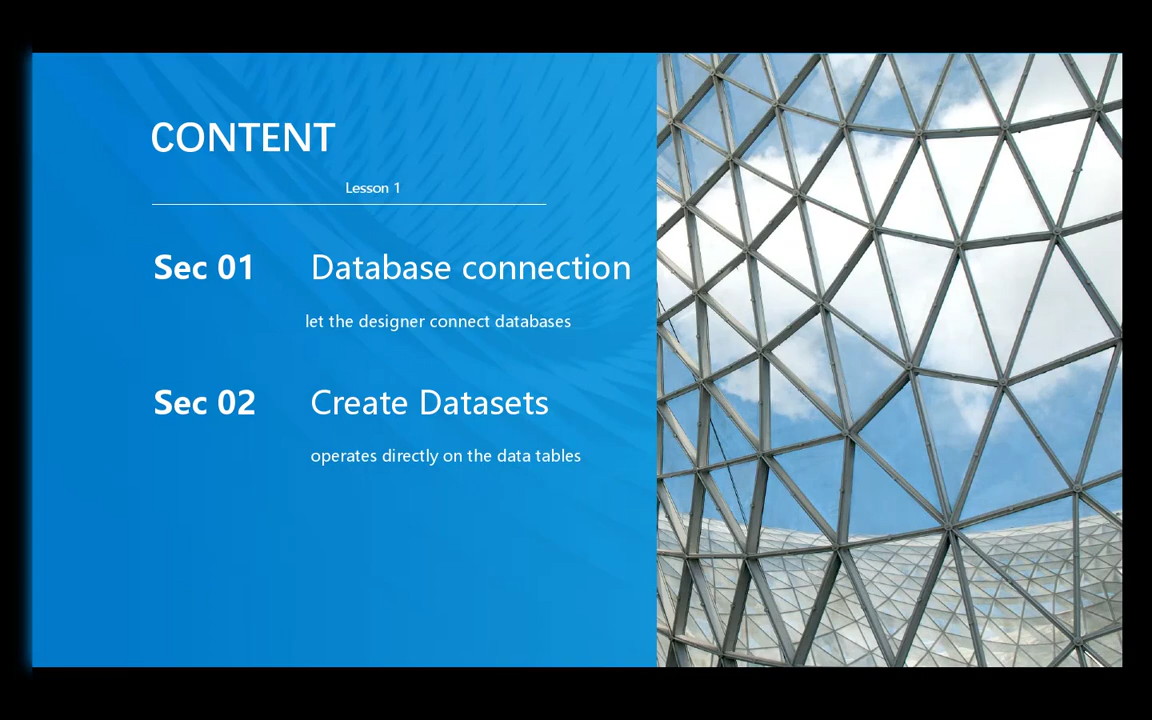 CONTENT
Lesson 1
Sec 01 Database connection
let the designer connect databases
Sec 02 Create Datasets
operates directly on the data tables